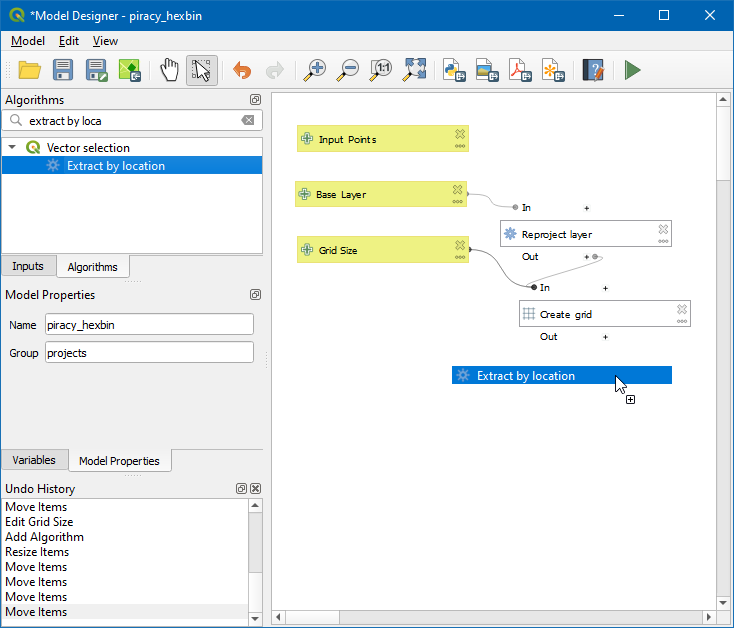 *Model Designer - piracy_hexbin
Model Edit View
1:1
Algorithms
extract by loca
Vector selection
Extract by location
Inputs Algorithms
Model Properties
Name piracy_hexbin
Group projects
Variables Model Properties
Undo History
Move Items
Edit Grid Size
Add Algorithm
Resize Items
Move Items
Move Items
Move Items
Move Items
Input Points
Base Layer
In +
Reproject layer
Grid Size
Out +
In +
Create grid
Out +
Extract by location